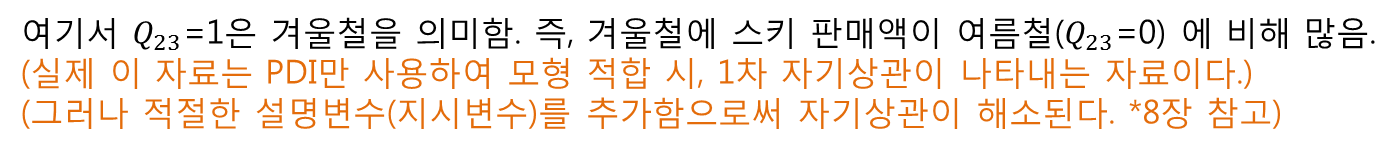 여기서 Q₂₃=1은 겨울철을 의미함. 즉, 겨울철에 스키 판매액이 여름철(Q₂₃=0) 에 비해 많음.
(실제 이 자료는 PDI만 사용하여 모형 적합 시, 1차 자기상관이 나타내는 자료이다.)
(그러나 적절한 설명변수(지시변수)를 추가함으로써 자기상관이 해소된다. *8장 참고)